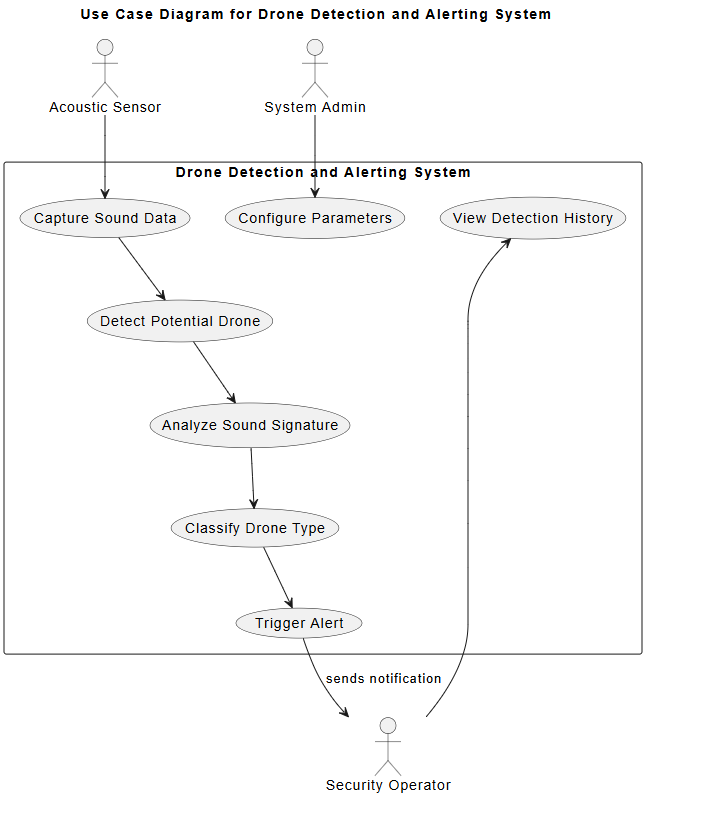 Use Case Diagram for Drone Detection and Alerting System
Acoustic Sensor
System Admin
Drone Detection and Alerting System
Capture Sound Data
Configure Parameters
View Detection History
Detect Potential Drone
Analyze Sound Signature
Classify Drone Type
Trigger Alert
sends notification
Security Operator